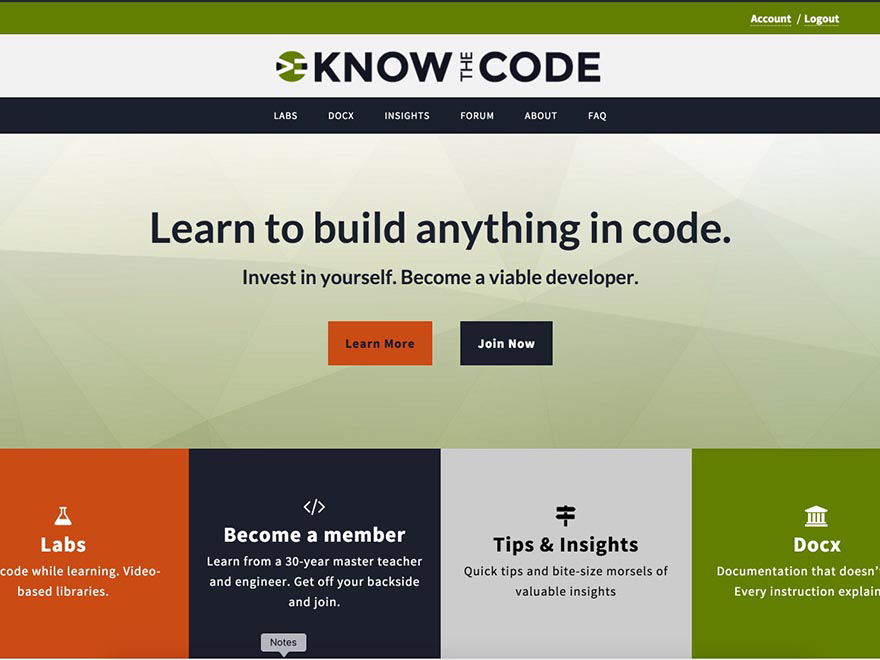 Account / Logout
KNOW THE CODE
LABS DOCX INSIGHTS FORUM ABOUT FAQ
Learn to build anything in code.
Invest in yourself. Become a viable developer.
Learn More Join Now
Labs
code while learning. Video-
based libraries.
Become a member
Learn from a 30-year master teacher
and engineer. Get off your backside
and join.
Tips & Insights
Quick tips and bite-size morsels of
valuable insights
Docx
Documentation that doesn'
Every instruction explain
Notes